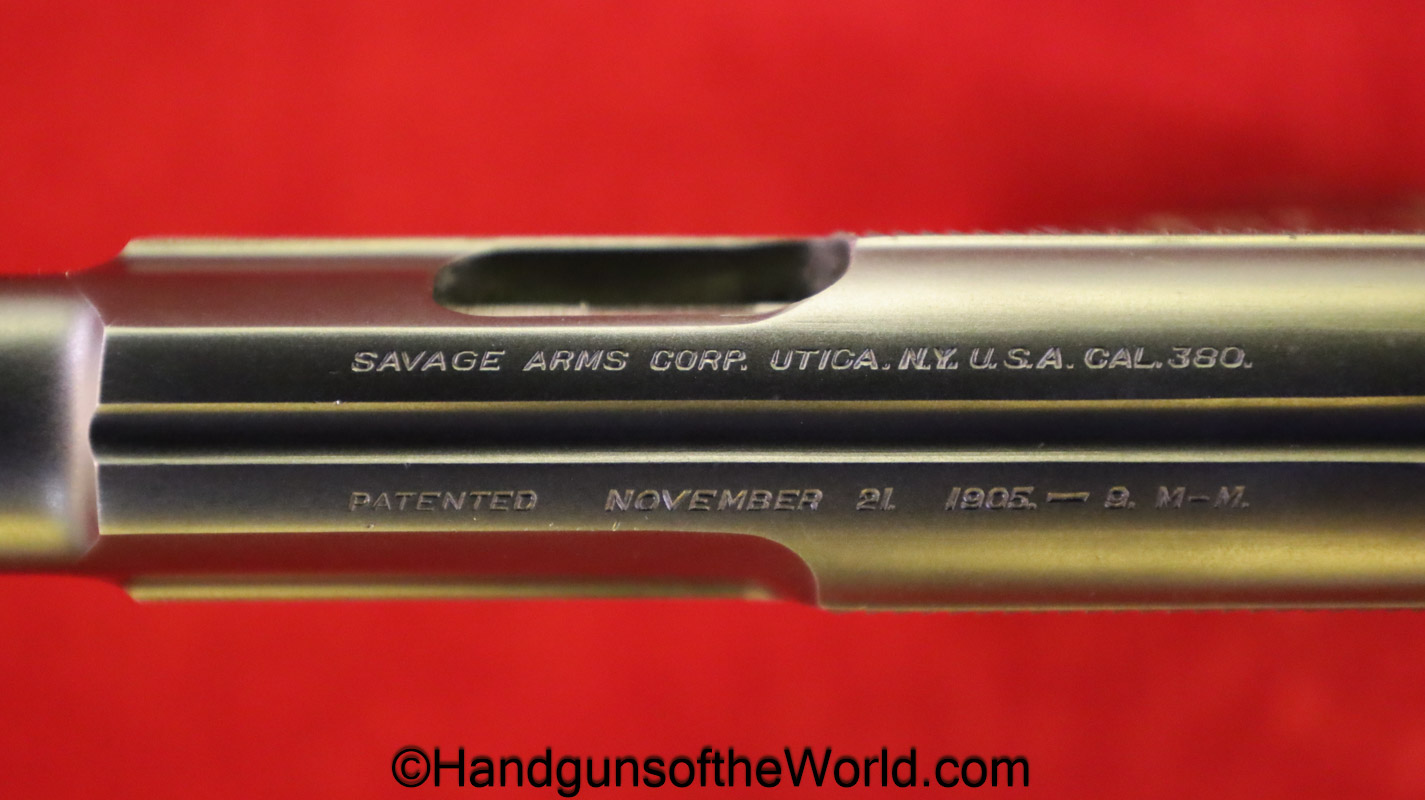 SAVAGE ARMS CORP. UTICA. N.Y. U.S.A. CAL. 380.
PATENTED NOVEMBER 21. 1905. — 9. M-M.
©HandgunsoftheWorld.com